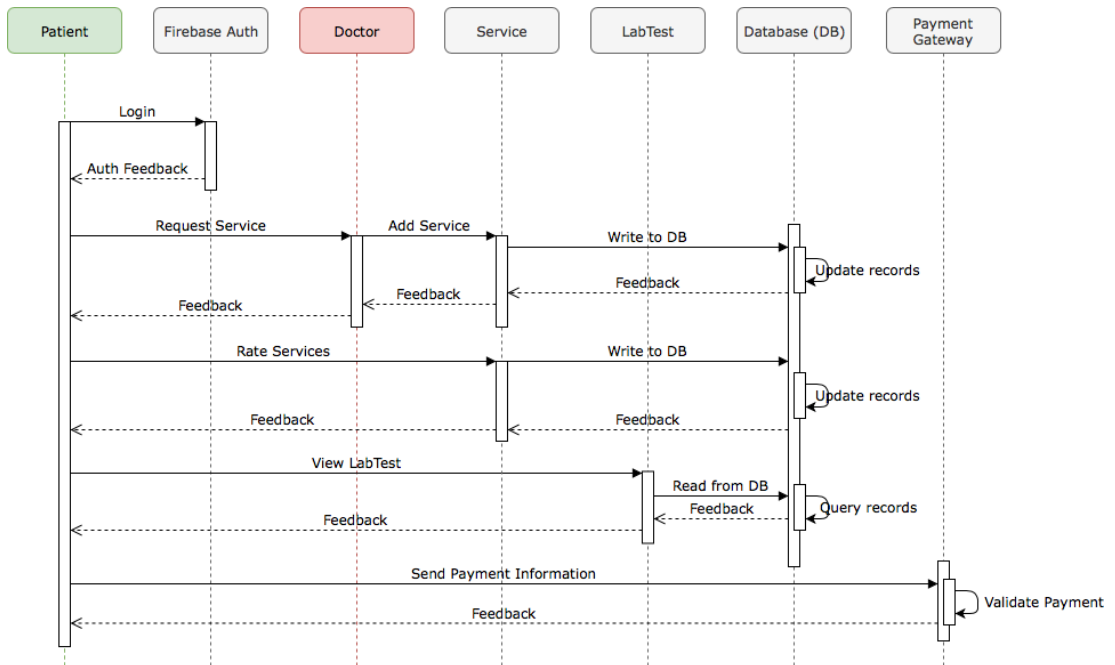 Patient
Firebase Auth
Doctor
Service
LabTest
Database (DB)
Payment
Gateway
Login
Auth Feedback
Request Service
Add Service
Write to DB
Update records
Feedback
Feedback
Feedback
Rate Services
Write to DB
Update records
Feedback
Feedback
View LabTest
Read from DB
Query records
Feedback
Feedback
Send Payment Information
Validate Payment
Feedback